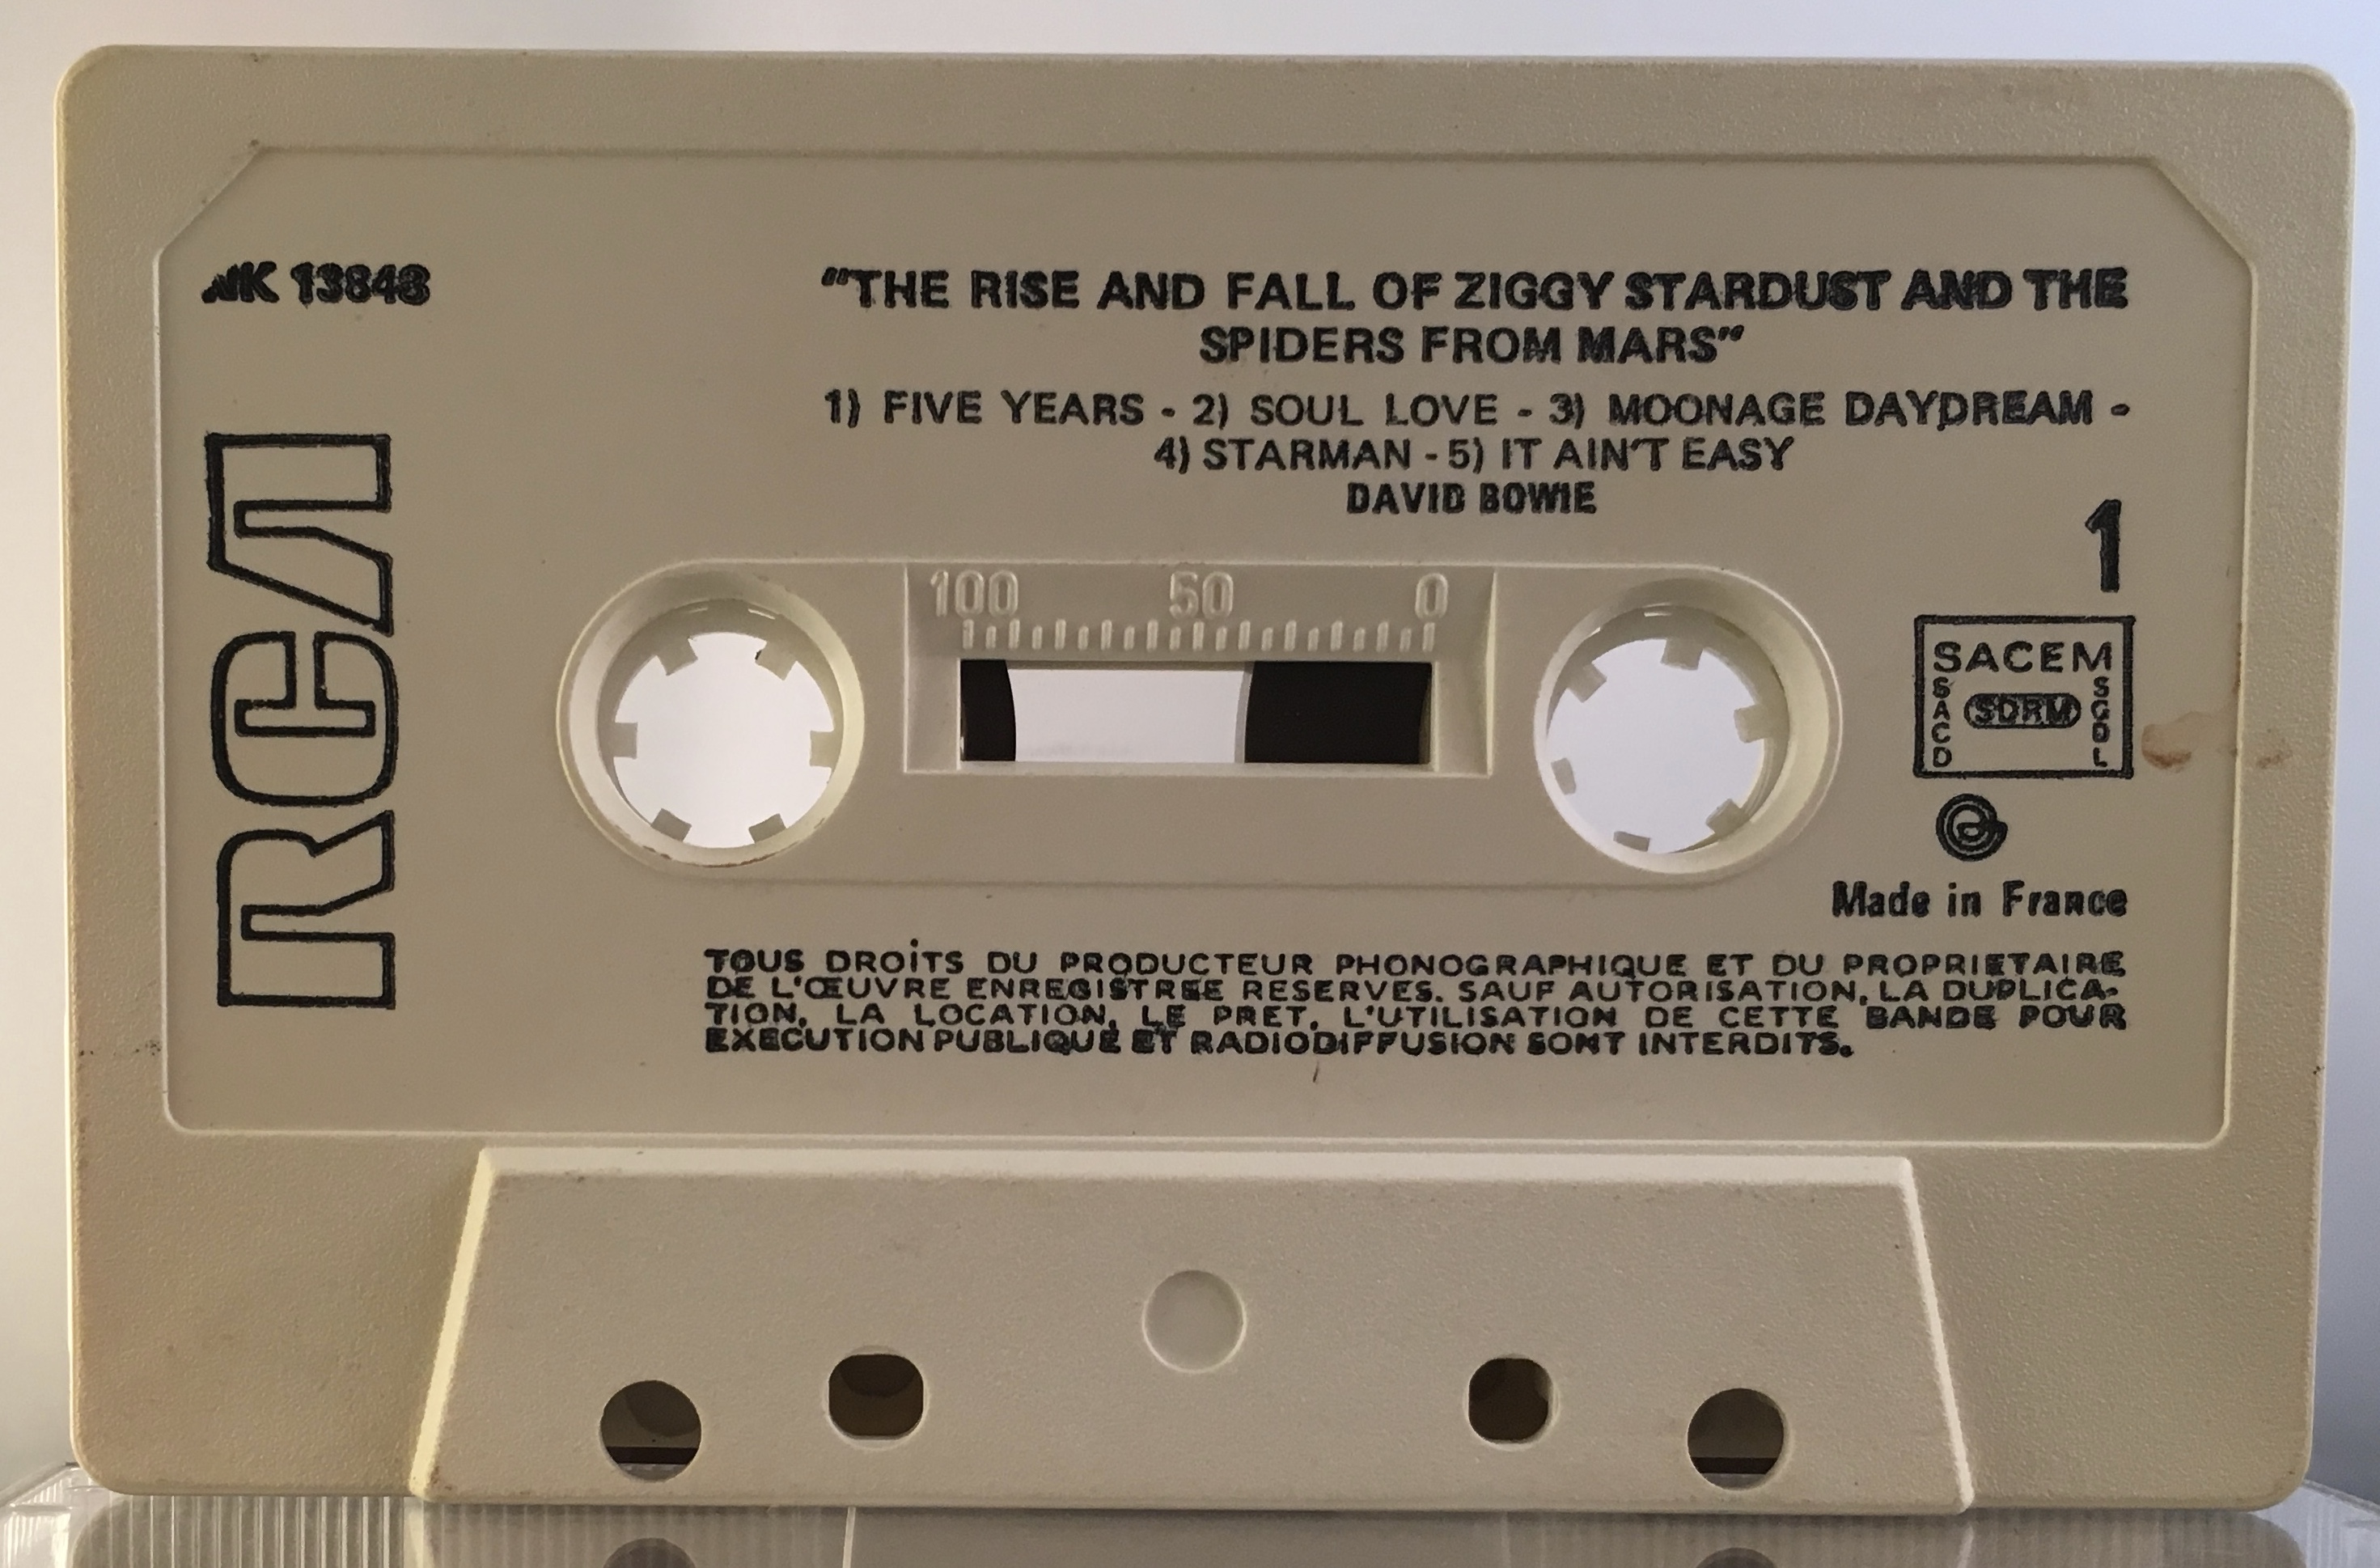 NK 13843
"THE RISE AND FALL OF ZIGGY STARDUST AND THE
SPIDERS FROM MARS"
1) FIVE YEARS - 2) SOUL LOVE - 3) MOONAGE DAYDREAM -
4) STARMAN - 5) IT AIN'T EASY
DAVID BOWIE
RCA
1
100 50 0
SACEM
SACD
SDRM
SGDL
Made in France
TOUS DROITS DU PRODUCTEUR PHONOGRAPHIQUE ET DU PROPRIETAIRE
DE L'ŒUVRE ENREGISTREE RESERVES. SAUF AUTORISATION, LA DUPLICA-
TION, LA LOCATION, LE PRET, L'UTILISATION DE CETTE BANDE POUR
EXECUTION PUBLIQUE ET RADIODIFFUSION SONT INTERDITS.